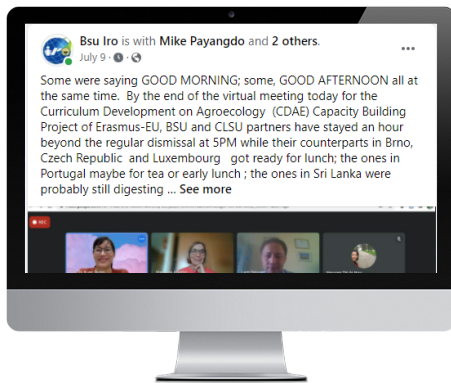 Bsu Iro is with Mike Payangdo and 2 others.
July 9 ·
Some were saying GOOD MORNING; some, GOOD AFTERNOON all at
the same time. By the end of the virtual meeting today for the
Curriculum Development on Agroecology (CDAE) Capacity Building
Project of Erasmus-EU, BSU and CLSU partners have stayed an hour
beyond the regular dismissal at 5PM while their counterparts in Brno,
Czech Republic and Luxembourg got ready for lunch; the ones in
Portugal maybe for tea or early lunch ; the ones in Sri Lanka were
probably still digesting ... See more
REC